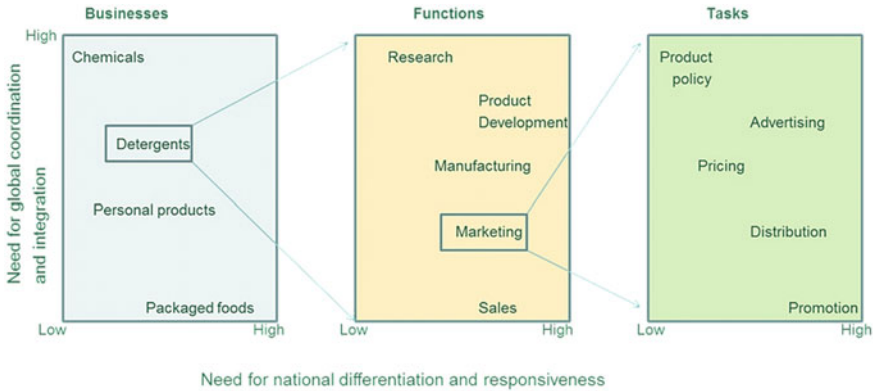 Businesses
Functions
Tasks
High
Need for global coordination
and integration
Chemicals
Detergents
Personal products
Packaged foods
Low
High
Research
Product
Development
Manufacturing
Marketing
Sales
Low
High
Product
policy
Advertising
Pricing
Distribution
Promotion
Low
High
Need for national differentiation and responsiveness